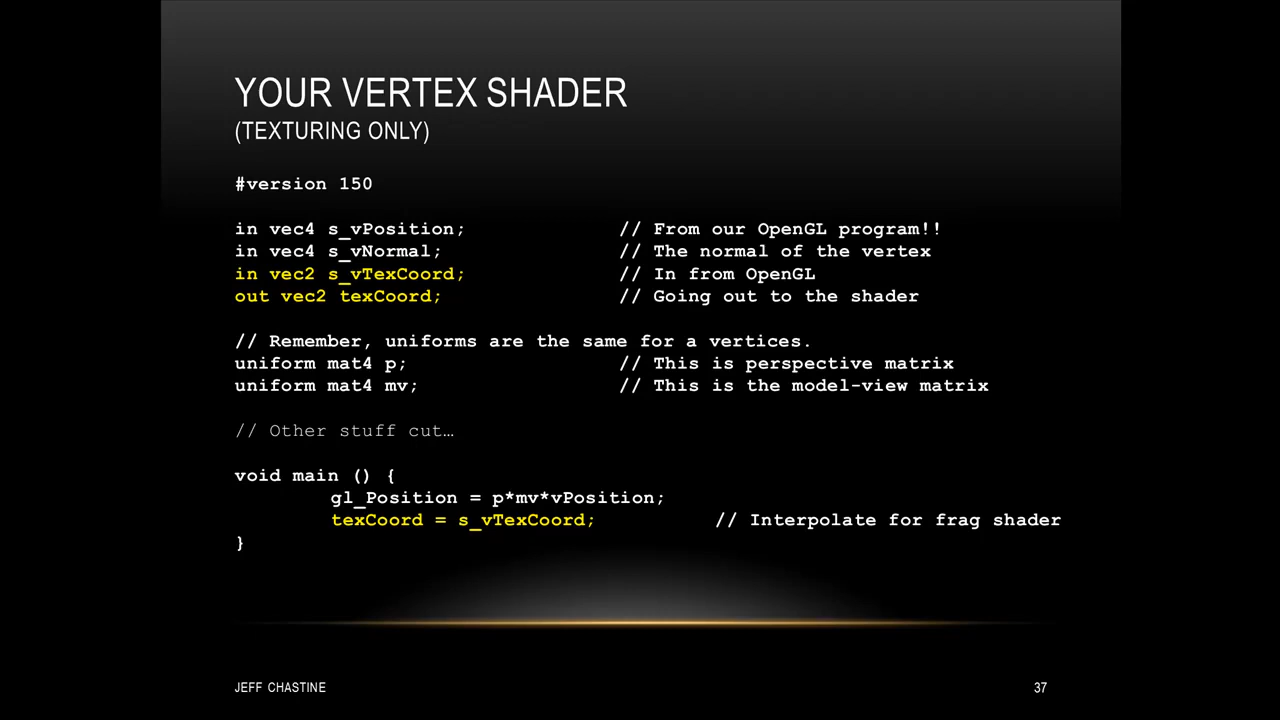 YOUR VERTEX SHADER
(TEXTURING ONLY)
#version 150
in vec4 s_vPosition; // From our OpenGL program!!
in vec4 s_vNormal; // The normal of the vertex
in vec2 s_vTexCoord; // In from OpenGL
out vec2 texCoord; // Going out to the shader
// Remember, uniforms are the same for a vertices.
uniform mat4 p; // This is perspective matrix
uniform mat4 mv; // This is the model-view matrix
// Other stuff cut…
void main () {
gl_Position = p*mv*vPosition;
texCoord = s_vTexCoord; // Interpolate for frag shader
}
JEFF CHASTINE 37